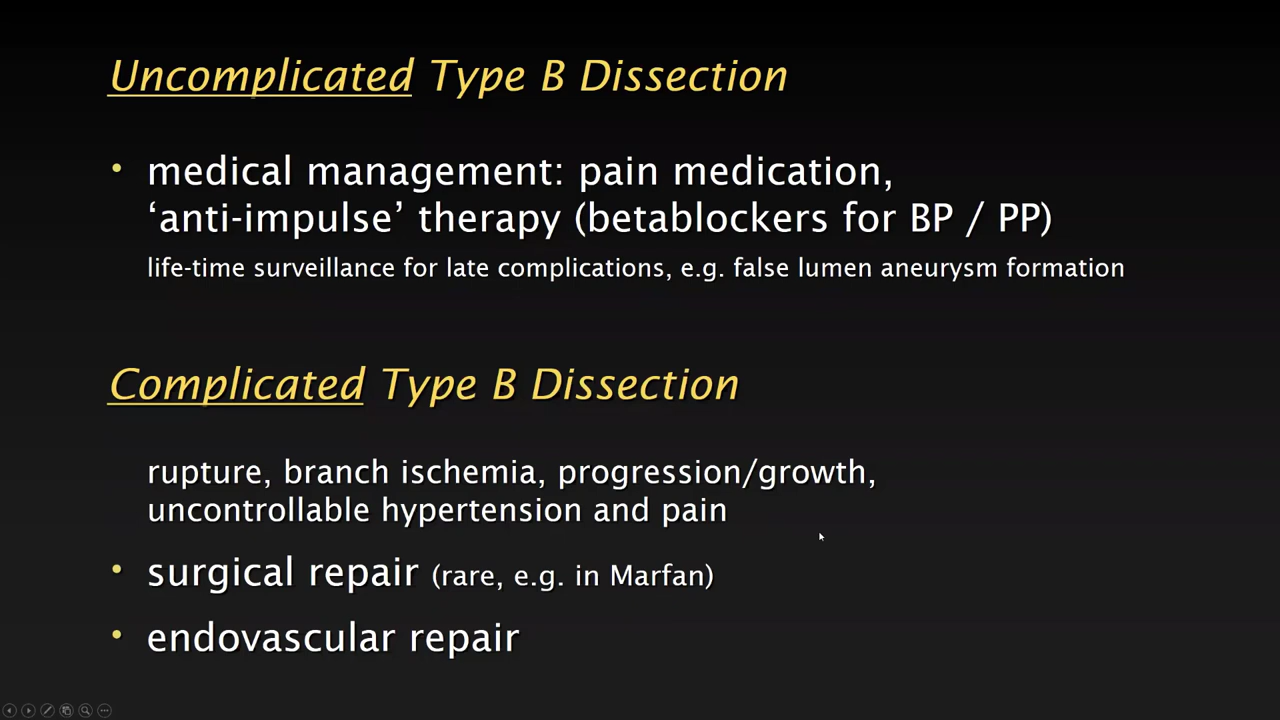 Uncomplicated Type B Dissection
• medical management: pain medication,
‘anti-impulse’ therapy (betablockers for BP / PP)
life-time surveillance for late complications, e.g. false lumen aneurysm formation
Complicated Type B Dissection
rupture, branch ischemia, progression/growth,
uncontrollable hypertension and pain
• surgical repair (rare, e.g. in Marfan)
• endovascular repair